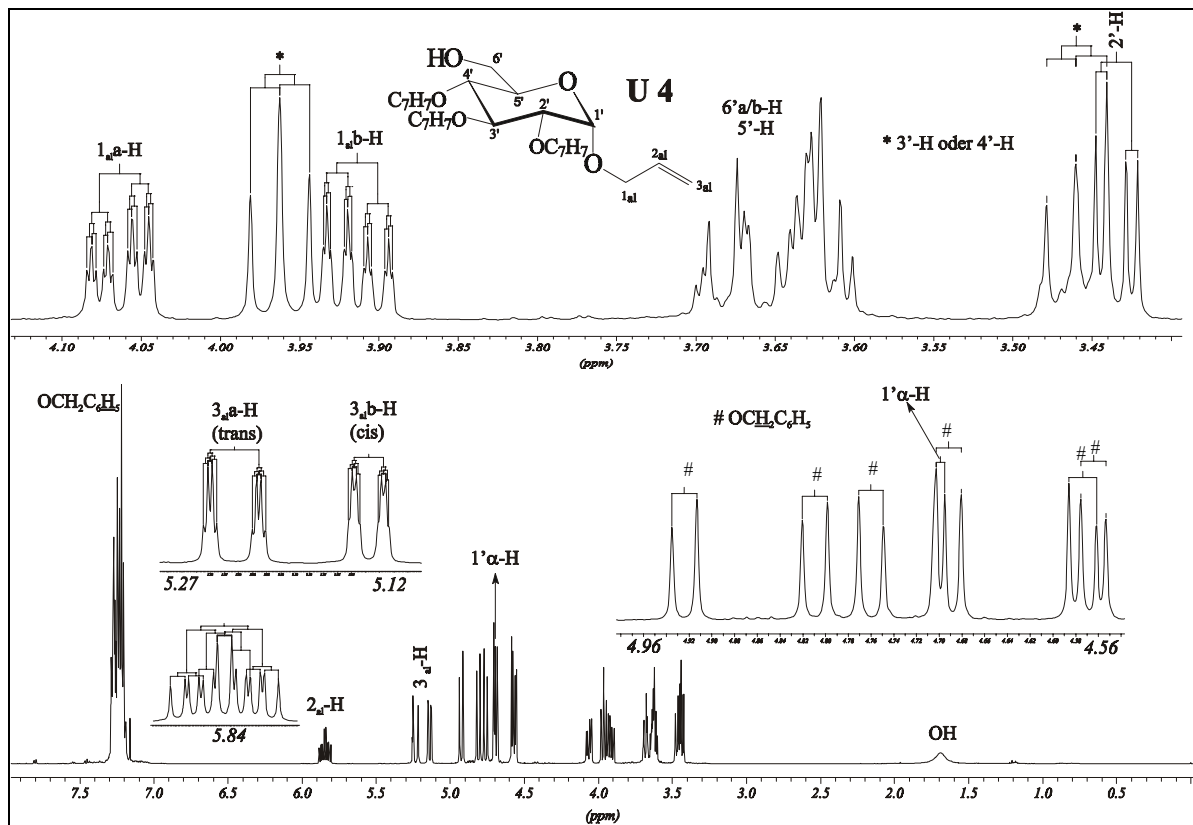 *
*
2'-H
HO
6'
4'
5'
O
U 4
C₇H₇O
C₇H₇O
3'
2'
1'
OC₇H₇
O
1al
2al
3al
1ala-H
1alb-H
6'a/b-H
5'-H
* 3'-H oder 4'-H
4.10 4.05 4.00 3.95 3.90 3.85 3.80 3.75 3.70 3.65 3.60 3.55 3.50 3.45
(ppm)
OCH₂C₆H₅
3ala-H
(trans)
3alb-H
(cis)
# OCH₂C₆H₅
1'α-H
#
#
#
#
#
#
5.27 5.12
1'α-H
4.96 4.56
3al-H
2al-H
5.84
OH
7.0 6.5 6.0 5.5 5.0 4.5 4.0 3.5 3.0 2.5 2.0 1.5 1.0 0.5
(ppm)